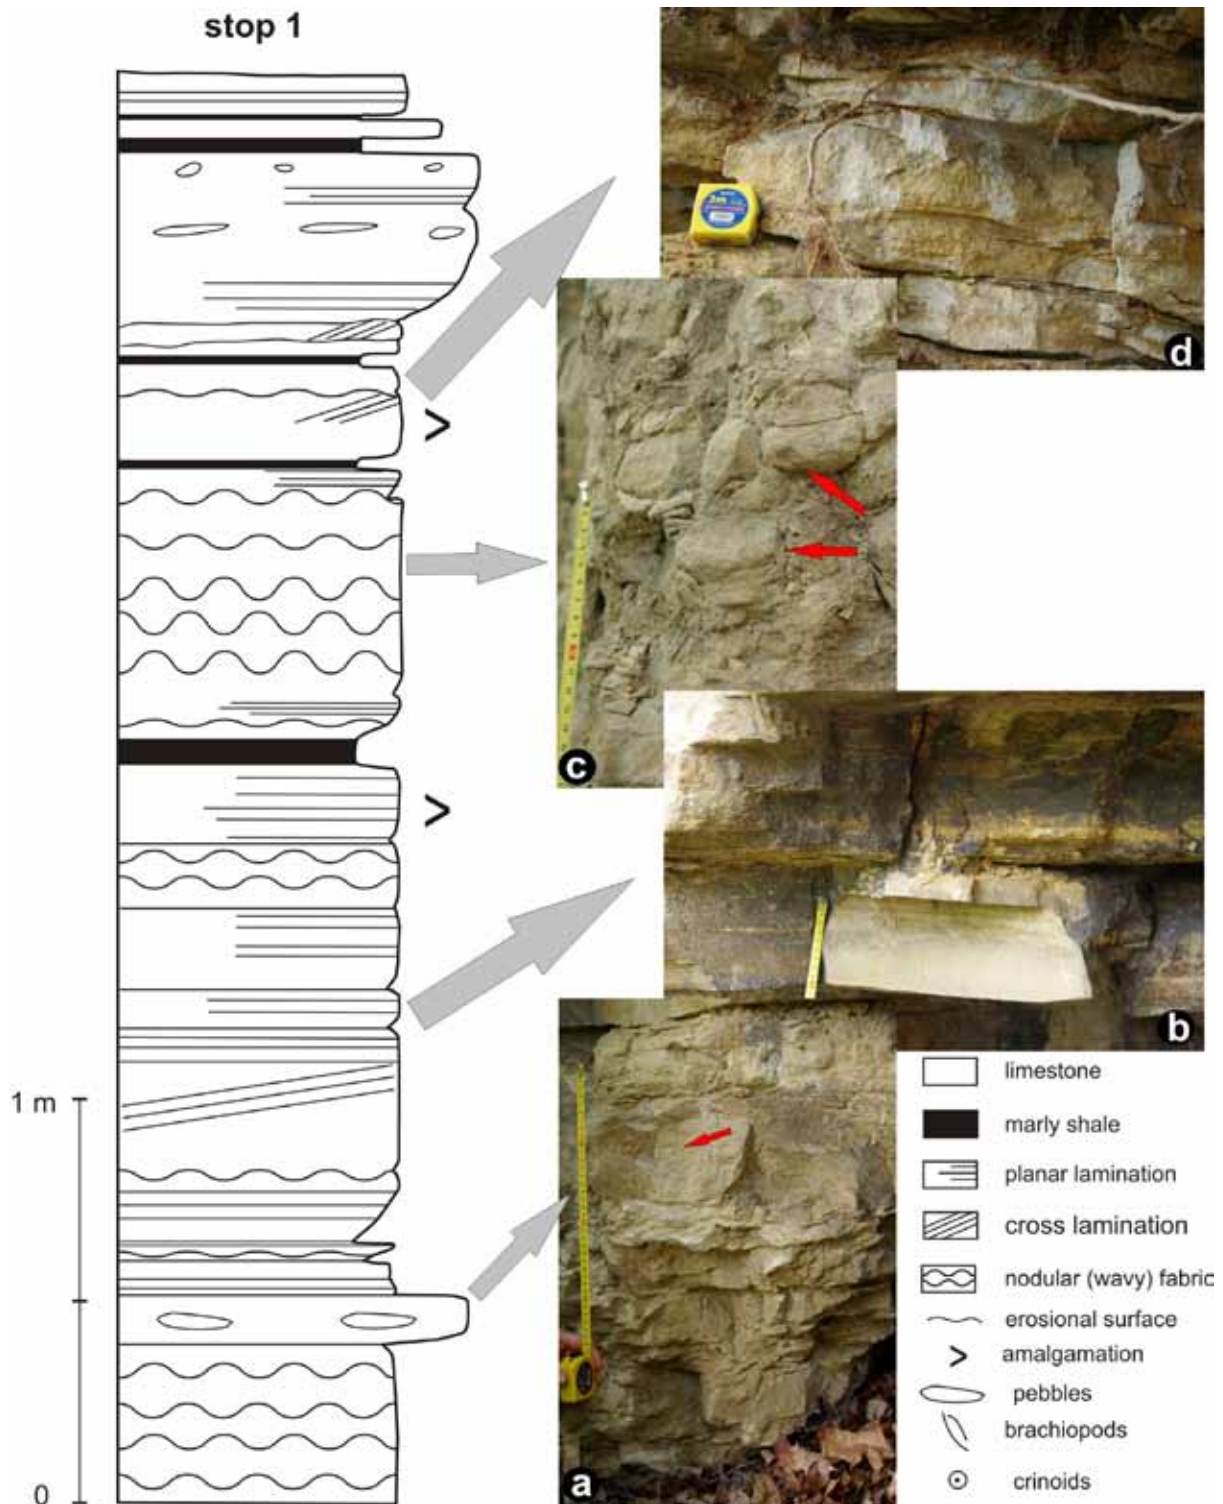 stop 1
>
>
1 m
0
d
c
b
a
3m
limestone
marly shale
planar lamination
cross lamination
nodular (wavy) fabric
erosional surface
> amalgamation
pebbles
brachiopods
crinoids